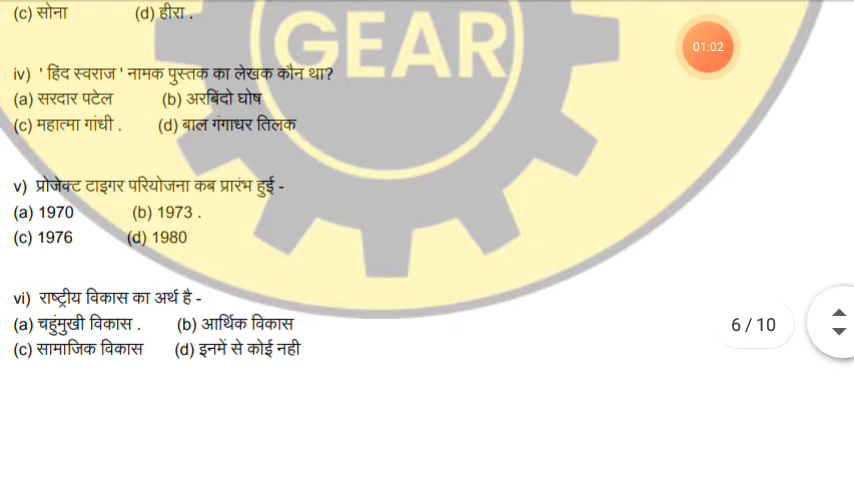 (c) सोना (d) हीरा .
GEAR
01:02
iv) ' हिंद स्वराज ' नामक पुस्तक का लेखक कौन था?
(a) सरदार पटेल (b) अरबिंदो घोष
(c) महात्मा गांधी . (d) बाल गंगाधर तिलक
v) प्रोजेक्ट टाइगर परियोजना कब प्रारंभ हुई -
(a) 1970 (b) 1973 .
(c) 1976 (d) 1980
vi) राष्ट्रीय विकास का अर्थ है -
(a) चहुंमुखी विकास . (b) आर्थिक विकास
6 / 10
(c) सामाजिक विकास (d) इनमें से कोई नही